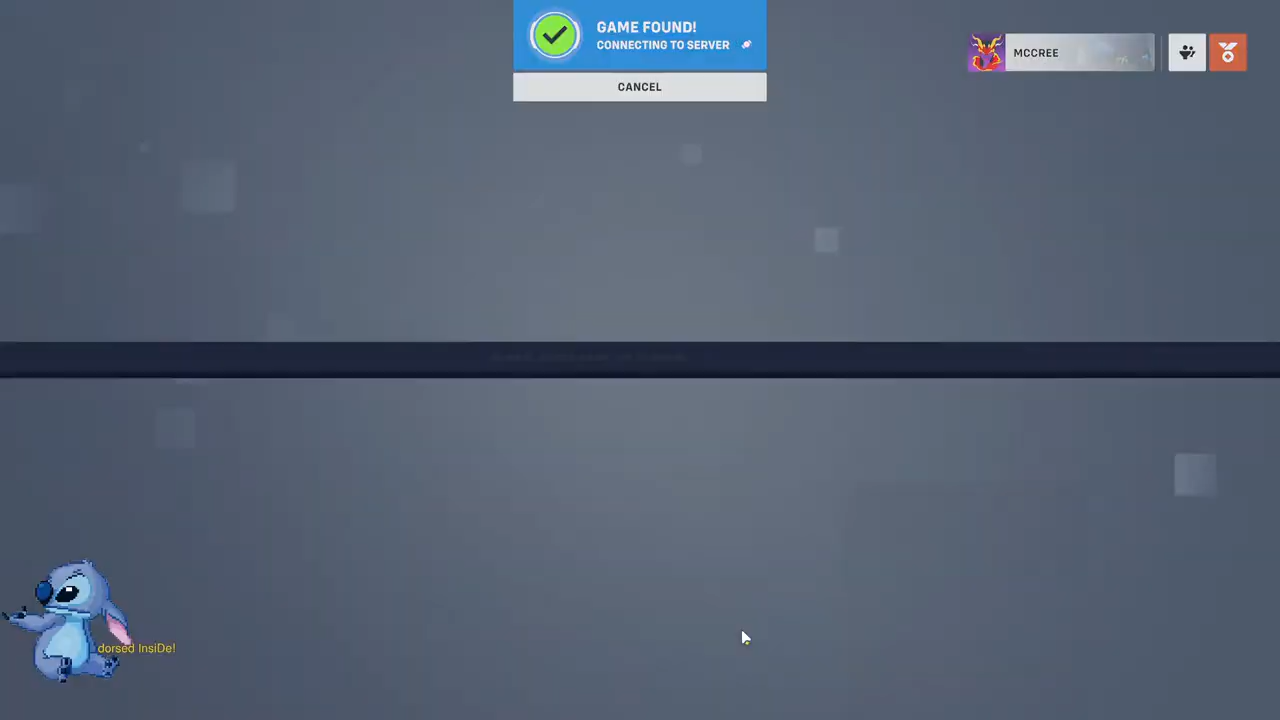 GAME FOUND!
CONNECTING TO SERVER
CANCEL
MCCREE
dorsed InsiDe!